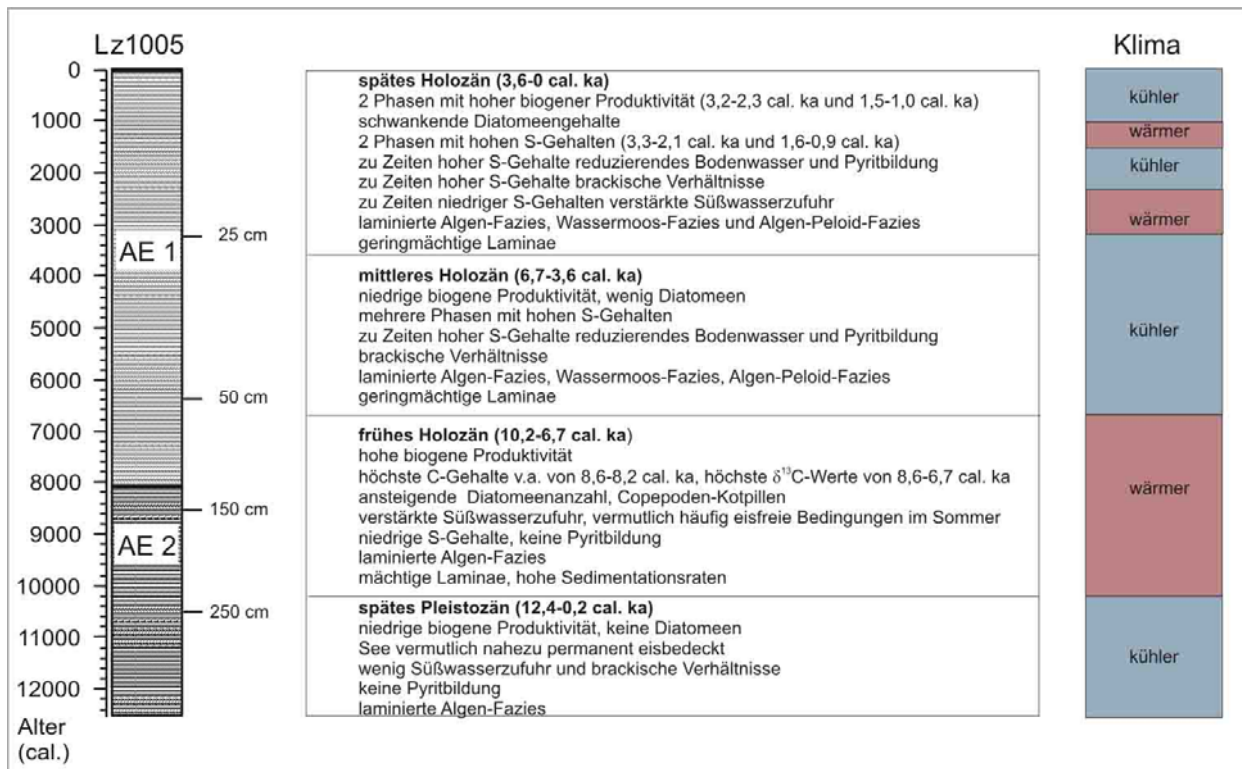 Lz1005
Klima
0
1000
2000
3000
4000
5000
6000
7000
8000
9000
10000
11000
12000
Alter
(cal.)
AE 1
AE 2
25 cm
50 cm
150 cm
250 cm
spätes Holozän (3,6-0 cal. ka)
2 Phasen mit hoher biogener Produktivität (3,2-2,3 cal. ka und 1,5-1,0 cal. ka)
schwankende Diatomeengehalte
2 Phasen mit hohen S-Gehalten (3,3-2,1 cal. ka und 1,6-0,9 cal. ka)
zu Zeiten hoher S-Gehalte reduzierendes Bodenwasser und Pyritbildung
zu Zeiten hoher S-Gehalte brackische Verhältnisse
zu Zeiten niedriger S-Gehalten verstärkte Süßwasserzufuhr
laminierte Algen-Fazies, Wassermoos-Fazies und Algen-Peloid-Fazies
geringmächtige Laminae
mittleres Holozän (6,7-3,6 cal. ka)
niedrige biogene Produktivität, wenig Diatomeen
mehrere Phasen mit hohen S-Gehalten
zu Zeiten hoher S-Gehalte reduzierendes Bodenwasser und Pyritbildung
brackische Verhältnisse
laminierte Algen-Fazies, Wassermoos-Fazies, Algen-Peloid-Fazies
geringmächtige Laminae
frühes Holozän (10,2-6,7 cal. ka)
hohe biogene Produktivität
höchste C-Gehalte v.a. von 8,6-8,2 cal. ka, höchste δ¹³C-Werte von 8,6-6,7 cal. ka
ansteigende Diatomeenanzahl, Copepoden-Kotpillen
verstärkte Süßwasserzufuhr, vermutlich häufig eisfreie Bedingungen im Sommer
niedrige S-Gehalte, keine Pyritbildung
laminierte Algen-Fazies
mächtige Laminae, hohe Sedimentationsraten
spätes Pleistozän (12,4-0,2 cal. ka)
niedrige biogene Produktivität, keine Diatomeen
See vermutlich nahezu permanent eisbedeckt
wenig Süßwasserzufuhr und brackische Verhältnisse
keine Pyritbildung
laminierte Algen-Fazies
kühler
wärmer
kühler
wärmer
kühler
wärmer
kühler